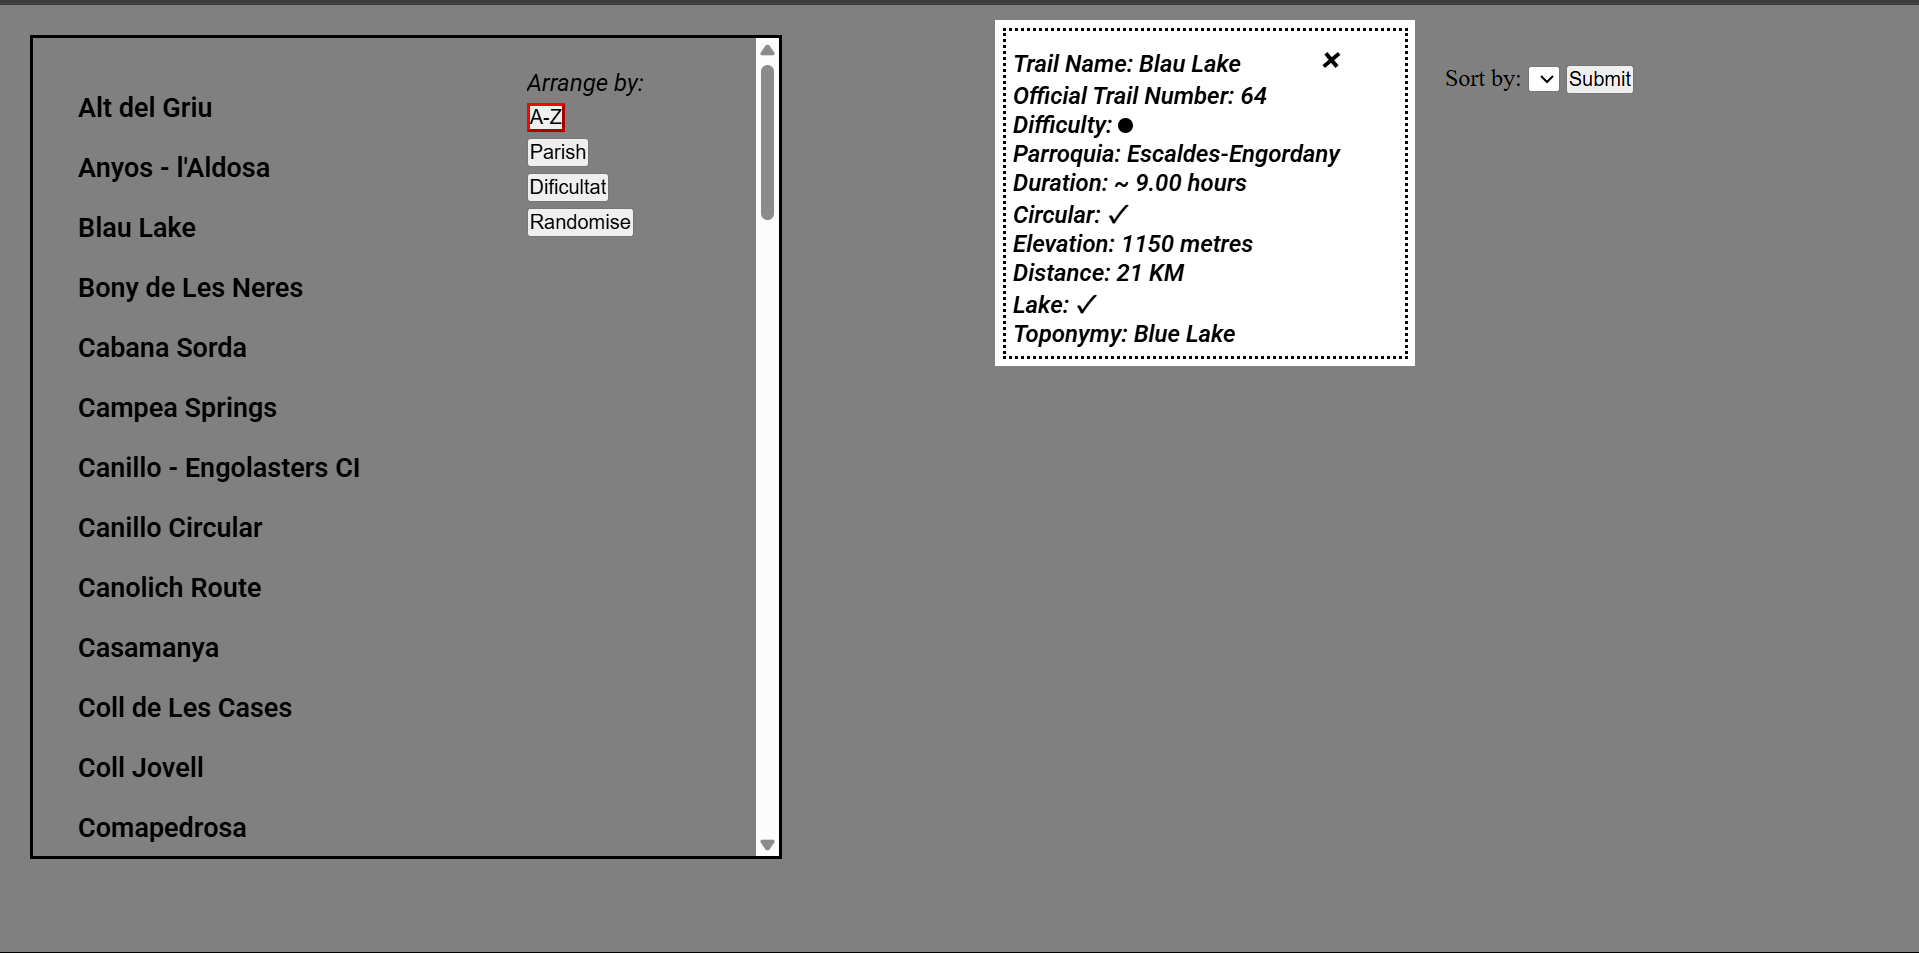 Alt del Griu
Anyos - l'Aldosa
Blau Lake
Bony de Les Neres
Cabana Sorda
Campea Springs
Canillo - Engolasters CI
Canillo Circular
Canolich Route
Casamanya
Coll de Les Cases
Coll Jovell
Comapedrosa
Arrange by:
A-Z
Parish
Dificultat
Randomise
Trail Name: Blau Lake
Official Trail Number: 64
Difficulty: ●
Parroquia: Escaldes-Engordany
Duration: ~ 9.00 hours
Circular: ✓
Elevation: 1150 metres
Distance: 21 KM
Lake: ✓
Toponymy: Blue Lake
Sort by:
Submit